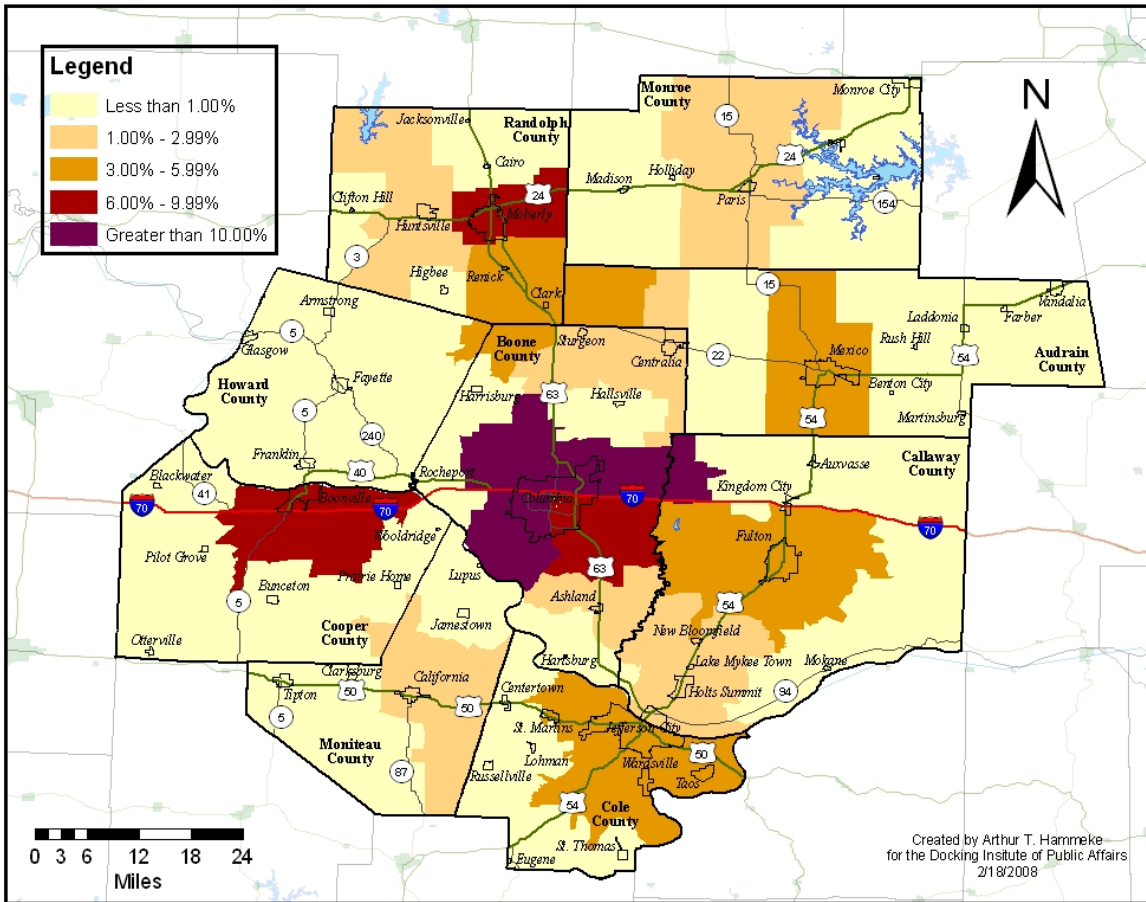 Legend
Less than 1.00%
1.00% - 2.99%
3.00% - 5.99%
6.00% - 9.99%
Greater than 10.00%
N
Monroe
County
Monroe City
15
24
Holliday
Madison
Paris
154
Jacksonville
Randolph
County
Cairo
Clifton Hill
24
Moberly
Huntsville
3
Higbee
Renick
Clark
Armstrong
5
Glasgow
Howard
County
Fayette
5
240
Franklin
40
Boone
County
Sturgeon
Centralia
Harrisburg
63
Hallsville
22
15
Mexico
Rush Hill
Laddonia
Farber
Vandalia
54
Audrain
County
Benton City
Martinsburg
54
Rocheport
Columbia
70
Auxvasse
Callaway
County
Kingdom City
70
Fulton
Blackwater
41
Boonville
70
70
Wooldridge
Pilot Grove
Bunceton
Prairie Home
5
Cooper
County
Otterville
Lupus
Jamestown
63
Ashland
54
New Bloomfield
Hartsburg
Lake Mykee Town
Mokane
Holts Summit
94
Clarksburg
Tipton
50
California
50
5
Moniteau
County
87
Centertown
St. Martins
Jefferson City
Lohman
Wardsville
50
Taos
Russellville
54
Cole
County
St. Thomas
Eugene
0 3 6 12 18 24
Miles
Created by Arthur T. Hammeke
for the Docking Insitute of Public Affairs
2/18/2008